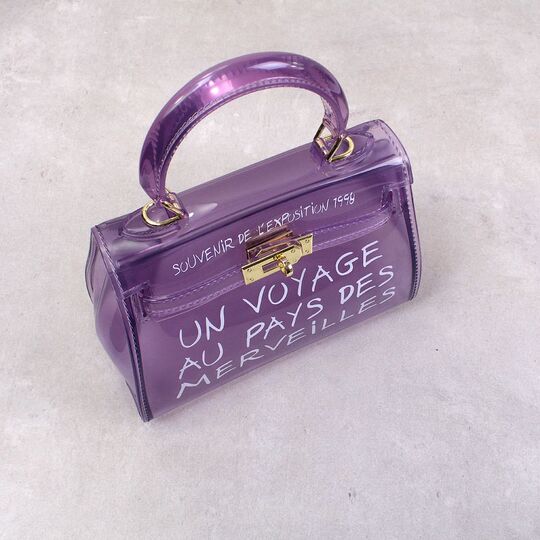 SOUVENIR DE L'EXPOSITION 1998
UN VOYAGE
AU PAYS DES
MERVEILLES